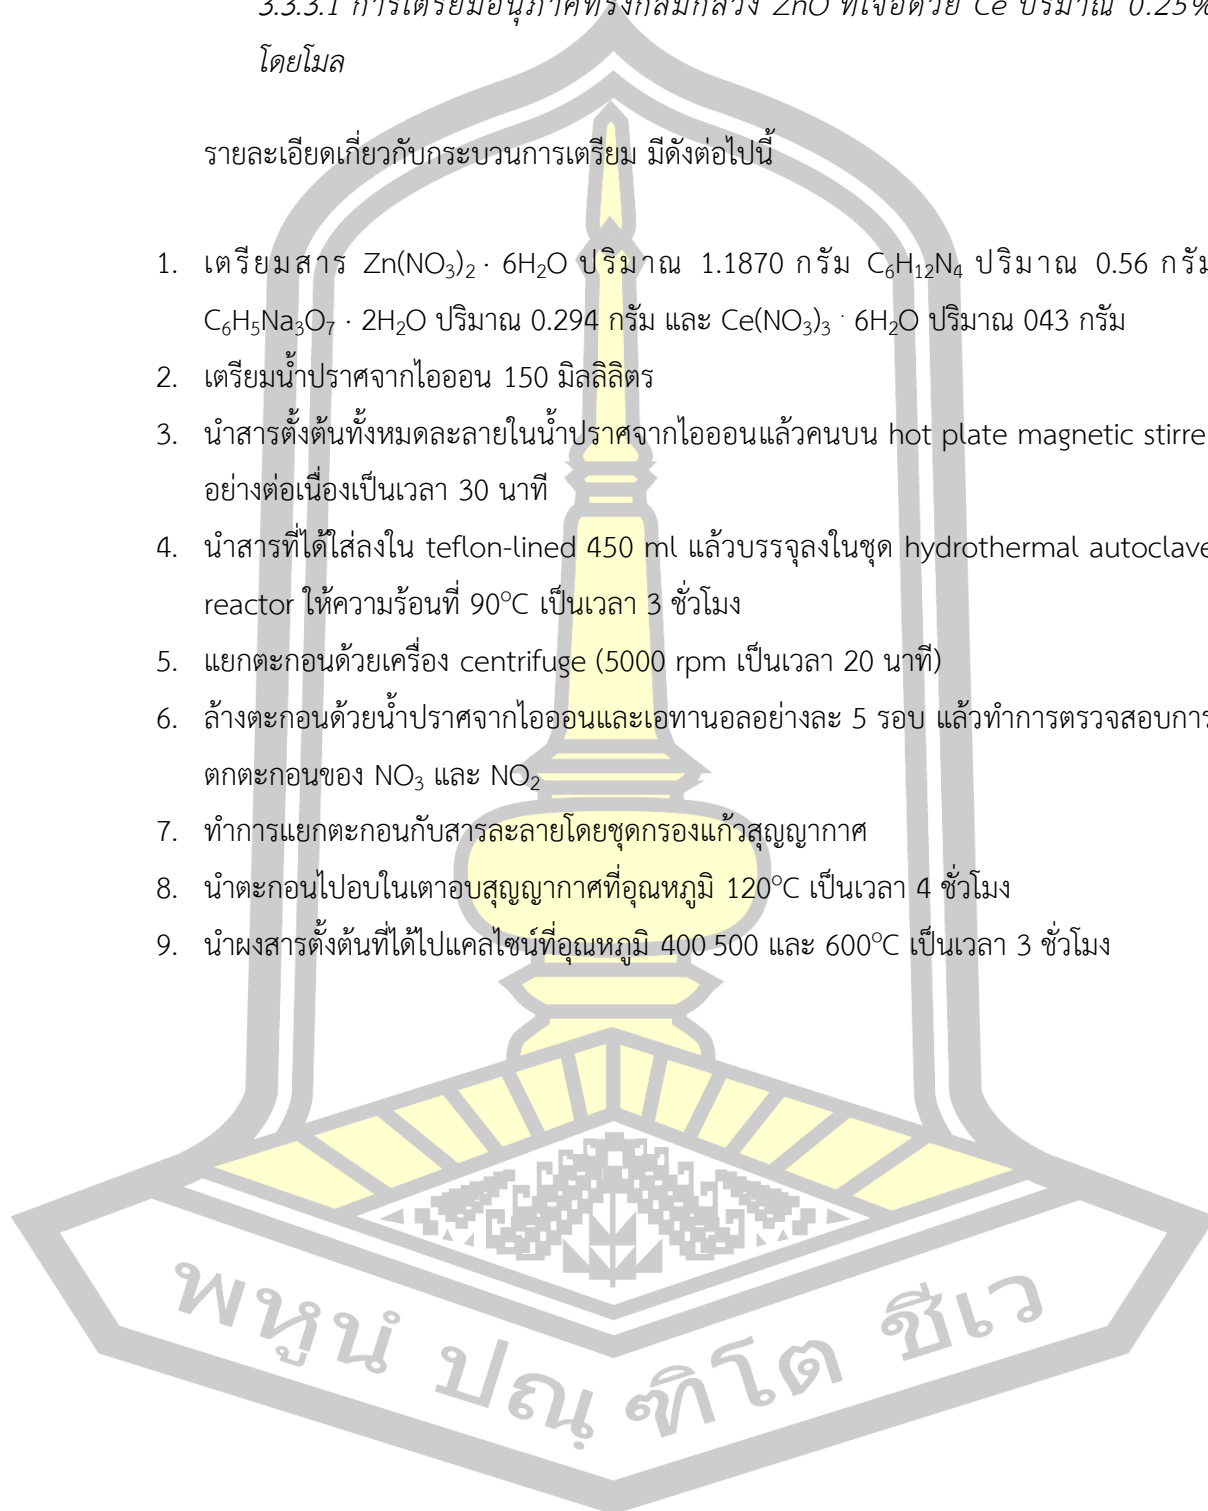 3.3.3.1 การเตรียมอนุภาคทรงกลมกลวง ZnO ที่เจือด้วย Ce ปริมาณ 0.25%
โดยโมล
รายละเอียดเกี่ยวกับกระบวนการเตรียม มีดังต่อไปนี้
1. เตรียมสาร Zn(NO₃)₂ · 6H₂O ปริมาณ 1.1870 กรัม C₆H₁₂N₄ ปริมาณ 0.56 กรัม
C₆H₅Na₃O₇ · 2H₂O ปริมาณ 0.294 กรัม และ Ce(NO₃)₃ · 6H₂O ปริมาณ 043 กรัม
2. เตรียมน้ำปราศจากไอออน 150 มิลลิลิตร
3. นำสารตั้งต้นทั้งหมดละลายในน้ำปราศจากไอออนแล้วคนบน hot plate magnetic stirre
อย่างต่อเนื่องเป็นเวลา 30 นาที
4. นำสารที่ได้ใส่ลงใน teflon-lined 450 ml แล้วบรรจุลงในชุด hydrothermal autoclave
reactor ให้ความร้อนที่ 90°C เป็นเวลา 3 ชั่วโมง
5. แยกตะกอนด้วยเครื่อง centrifuge (5000 rpm เป็นเวลา 20 นาที)
6. ล้างตะกอนด้วยน้ำปราศจากไอออนและเอทานอลอย่างละ 5 รอบ แล้วทำการตรวจสอบการ
ตกตะกอนของ NO₃ และ NO₂
7. ทำการแยกตะกอนกับสารละลายโดยชุดกรองแก้วสุญญากาศ
8. นำตะกอนไปอบในเตาอบสุญญากาศที่อุณหภูมิ 120°C เป็นเวลา 4 ชั่วโมง
9. นำผงสารตั้งต้นที่ได้ไปแคลไซน์ที่อุณหภูมิ 400 500 และ 600°C เป็นเวลา 3 ชั่วโมง
พหูนํ ปณฺฑิโต ชีเว